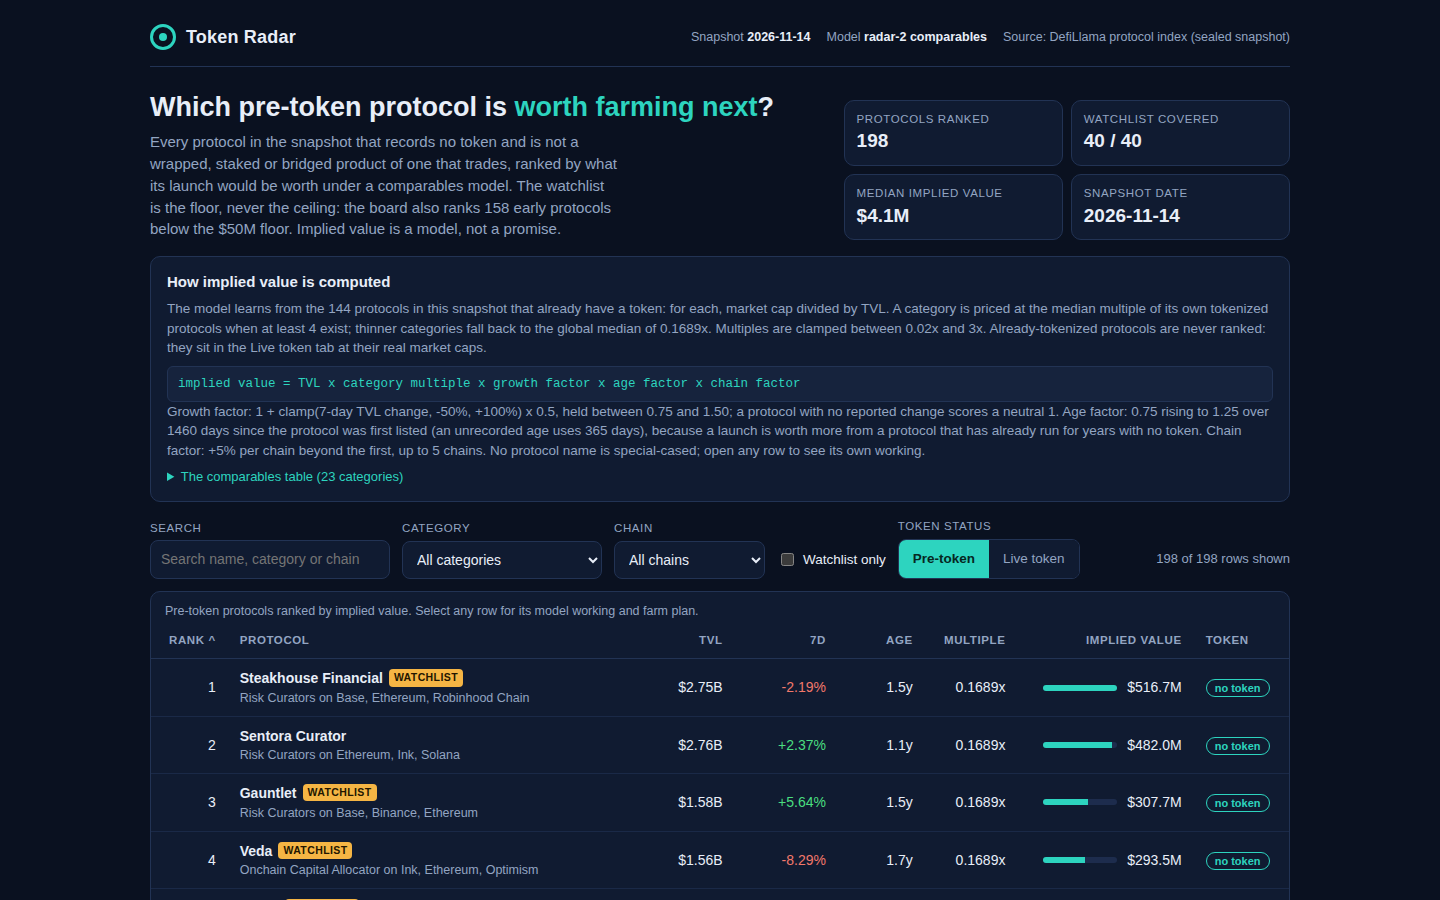 Token Radar
Snapshot 2026-11-14 Model radar-2 comparables Source: DefiLlama protocol index (sealed snapshot)
Which pre-token protocol is worth farming next?
Every protocol in the snapshot that records no token and is not a
wrapped, staked or bridged product of one that trades, ranked by what
its launch would be worth under a comparables model. The watchlist
is the floor, never the ceiling: the board also ranks 158 early protocols
below the $50M floor. Implied value is a model, not a promise.
PROTOCOLS RANKED
198
WATCHLIST COVERED
40 / 40
MEDIAN IMPLIED VALUE
$4.1M
SNAPSHOT DATE
2026-11-14
How implied value is computed
The model learns from the 144 protocols in this snapshot that already have a token: for each, market cap divided by TVL. A category is priced at the median multiple of its own tokenized
protocols when at least 4 exist; thinner categories fall back to the global median of 0.1689x. Multiples are clamped between 0.02x and 3x. Already-tokenized protocols are never ranked:
they sit in the Live token tab at their real market caps.
implied value = TVL x category multiple x growth factor x age factor x chain factor
Growth factor: 1 + clamp(7-day TVL change, -50%, +100%) x 0.5, held between 0.75 and 1.50; a protocol with no reported change scores a neutral 1. Age factor: 0.75 rising to 1.25 over
1460 days since the protocol was first listed (an unrecorded age uses 365 days), because a launch is worth more from a protocol that has already run for years with no token. Chain
factor: +5% per chain beyond the first, up to 5 chains. No protocol name is special-cased; open any row to see its own working.
The comparables table (23 categories)
SEARCH
Search name, category or chain
CATEGORY
All categories
CHAIN
All chains
Watchlist only
TOKEN STATUS
Pre-token Live token
198 of 198 rows shown
Pre-token protocols ranked by implied value. Select any row for its model working and farm plan.
RANK ^ PROTOCOL TVL 7D AGE MULTIPLE IMPLIED VALUE TOKEN
1 Steakhouse Financial WATCHLIST $2.75B -2.19% 1.5y 0.1689x $516.7M no token
Risk Curators on Base, Ethereum, Robinhood Chain
2 Sentora Curator $2.76B +2.37% 1.1y 0.1689x $482.0M no token
Risk Curators on Ethereum, Ink, Solana
3 Gauntlet WATCHLIST $1.58B +5.64% 1.5y 0.1689x $307.7M no token
Risk Curators on Base, Binance, Ethereum
4 Veda WATCHLIST $1.56B -8.29% 1.7y 0.1689x $293.5M no token
Onchain Capital Allocator on Ink, Ethereum, Optimism